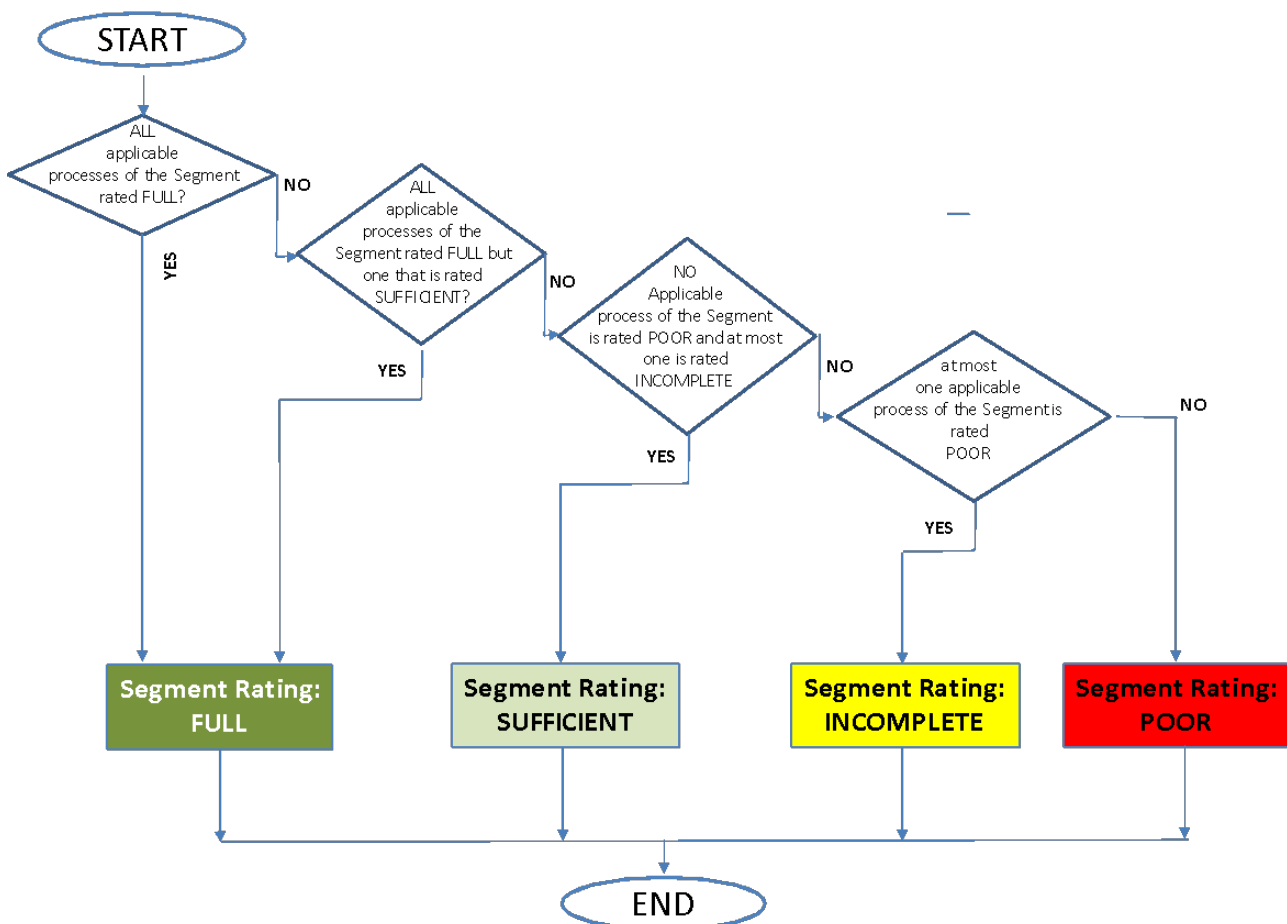 START
ALL
applicable
processes of the Segment
rated FULL?
NO
YES
ALL
applicable
processes of the
Segment rated FULL but
one that is rated
SUFFICIENT?
NO
YES
NO
Applicable
process of the Segment
is rated POOR and at most
one is rated
INCOMPLETE
NO
YES
at most
one applicable
process of the Segment is
rated
POOR
NO
YES
Segment Rating:
FULL
Segment Rating:
SUFFICIENT
Segment Rating:
INCOMPLETE
Segment Rating:
POOR
END